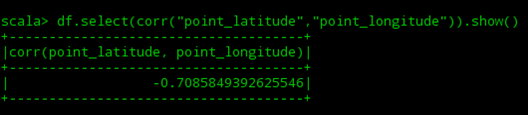 scala> df.select(corr("point_latitude","point_longitude")).show()
+-------------------------------------+
|corr(point_latitude, point_longitude)|
+-------------------------------------+
|                  -0.7085849392625546|
+-------------------------------------+